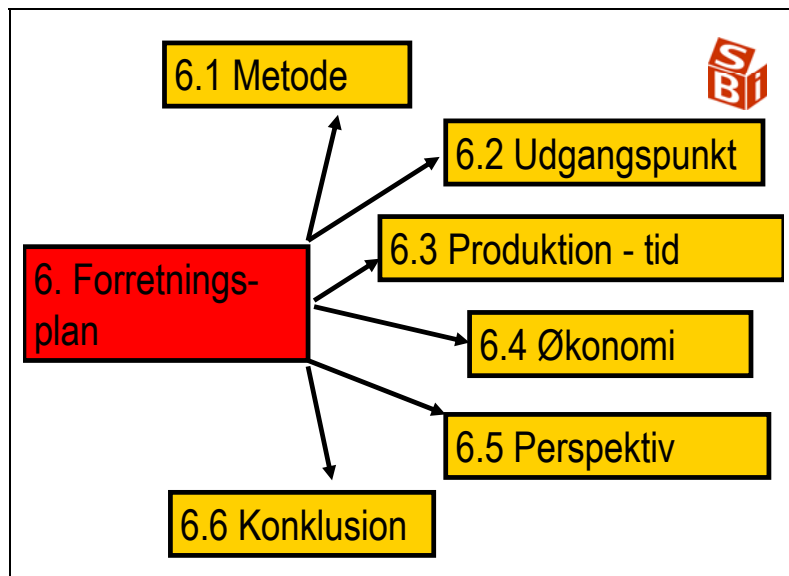 6.1 Metode
SBi
6.2 Udgangspunkt
6.3 Produktion - tid
6. Forretnings-
plan
6.4 Økonomi
6.5 Perspektiv
6.6 Konklusion